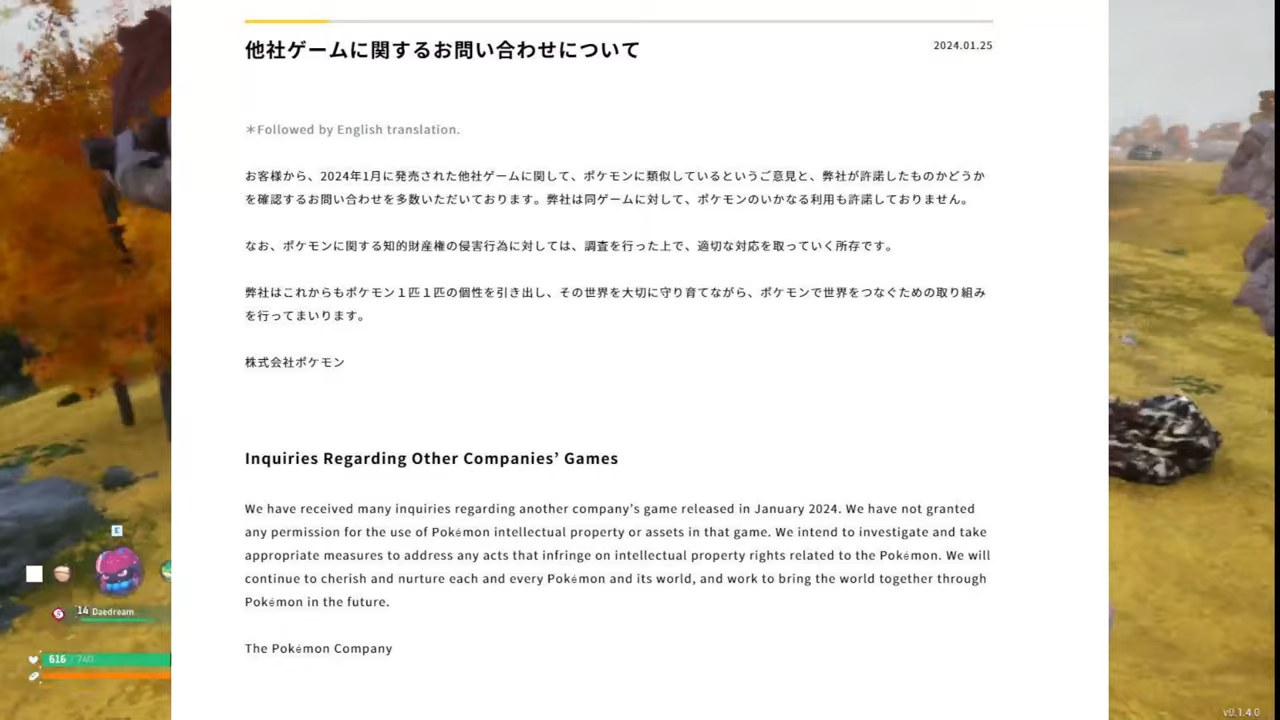 他社ゲームに関するお問い合わせについて
2024.01.25
＊Followed by English translation.
お客様から、2024年1月に発売された他社ゲームに関して、ポケモンに類似しているというご意見と、弊社が許諾したものかどうか
を確認するお問い合わせを多数いただいております。弊社は同ゲームに対して、ポケモンのいかなる利用も許諾しておりません。
なお、ポケモンに関する知的財産権の侵害行為に対しては、調査を行った上で、適切な対応を取っていく所存です。
弊社はこれからもポケモン１匹１匹の個性を引き出し、その世界を大切に守り育てながら、ポケモンで世界をつなぐための取り組み
を行ってまいります。
株式会社ポケモン
Inquiries Regarding Other Companies’ Games
We have received many inquiries regarding another company’s game released in January 2024. We have not granted
any permission for the use of Pokémon intellectual property or assets in that game. We intend to investigate and take
appropriate measures to address any acts that infringe on intellectual property rights related to the Pokémon. We will
continue to cherish and nurture each and every Pokémon and its world, and work to bring the world together through
Pokémon in the future.
The Pokémon Company
E
14 Daedream
616 / 740
v0.1.4.0